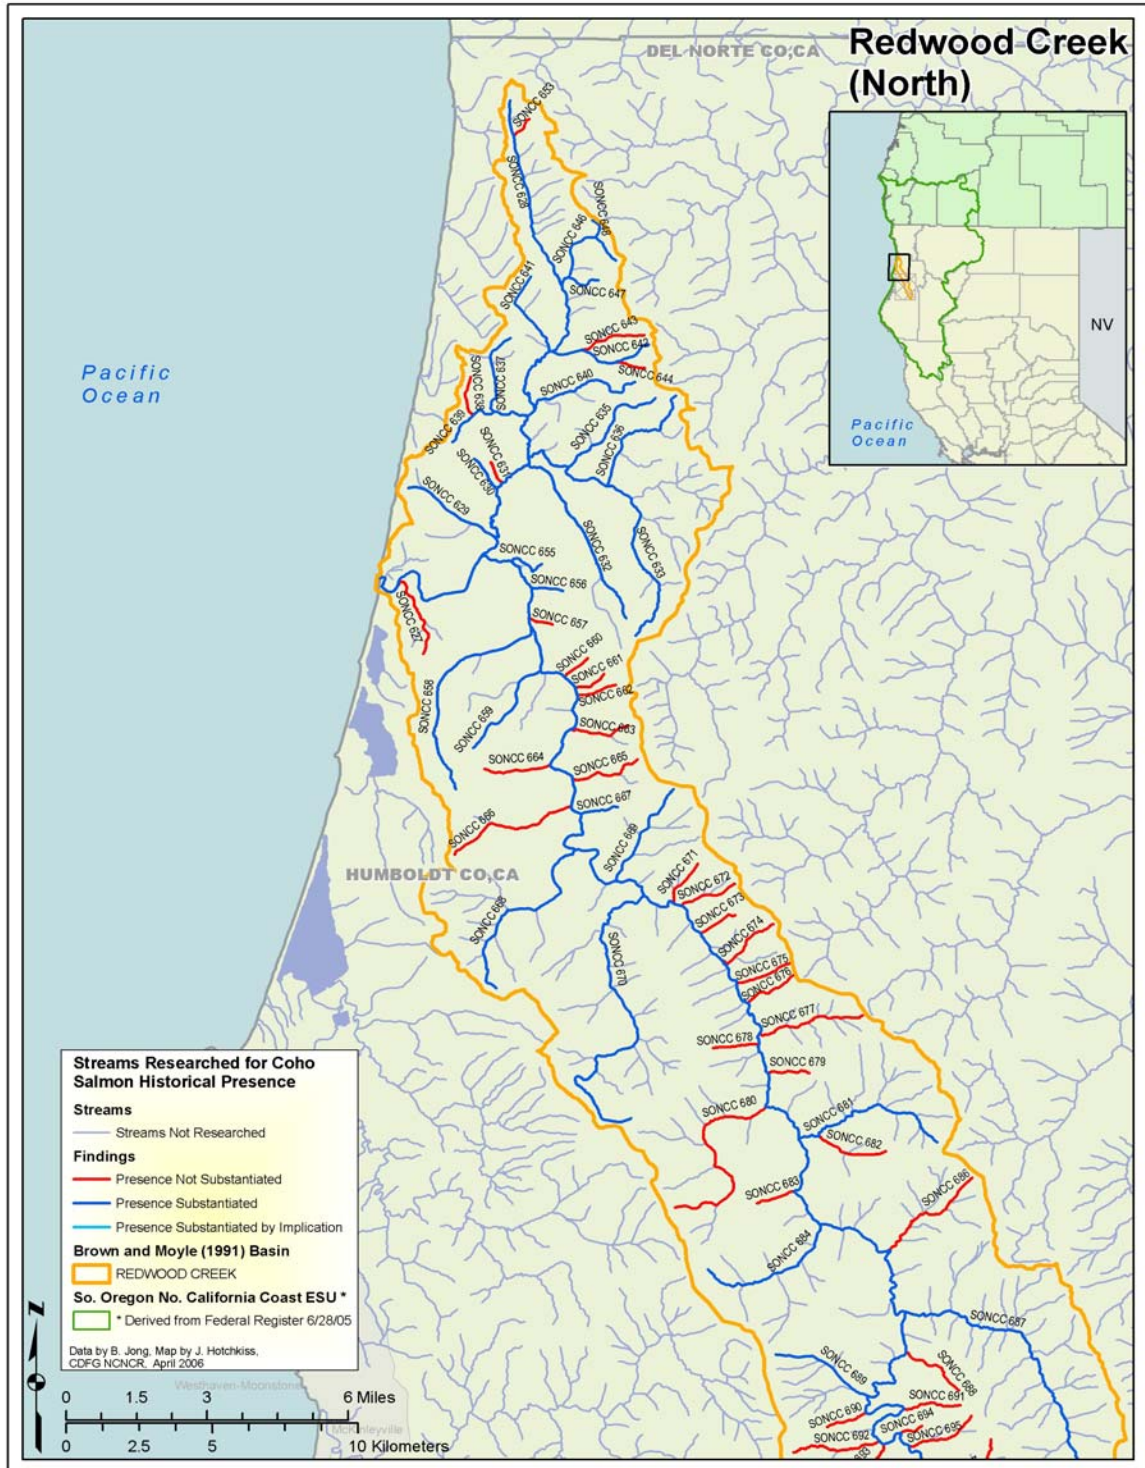 Redwood Creek
(North)
DEL NORTE CO,CA
NV
Pacific
Ocean
Pacific
Ocean
SONCC 653
SONCC 628
SONCC 648
SONCC 646
SONCC 641
SONCC 647
SONCC 643
SONCC 642
SONCC 644
SONCC 637
SONCC 638
SONCC 640
SONCC 639
SONCC 635
SONCC 636
SONCC 631
SONCC 630
SONCC 629
SONCC 632
SONCC 633
SONCC 655
SONCC 656
SONCC 627
SONCC 657
SONCC 660
SONCC 661
SONCC 662
SONCC 658
SONCC 659
SONCC 663
SONCC 664
SONCC 665
SONCC 667
SONCC 666
SONCC 669
HUMBOLDT CO,CA
SONCC 671
SONCC 672
SONCC 673
SONCC 668
SONCC 674
SONCC 670
SONCC 675
SONCC 676
SONCC 677
SONCC 678
SONCC 679
SONCC 680
SONCC 681
SONCC 682
SONCC 683
SONCC 686
SONCC 684
SONCC 687
SONCC 689
SONCC 688
SONCC 691
SONCC 690
SONCC 694
SONCC 695
SONCC 692
Streams Researched for Coho
Salmon Historical Presence
Streams
Streams Not Researched
Findings
Presence Not Substantiated
Presence Substantiated
Presence Substantiated by Implication
Brown and Moyle (1991) Basin
REDWOOD CREEK
So. Oregon No. California Coast ESU *
* Derived from Federal Register 6/28/05
Data by B. Jong, Map by J. Hotchkiss,
CDFG NCNCR, April 2006
Westhaven-Moonstone
McKinleyville
Z
0 1.5 3 6 Miles
0 2.5 5 10 Kilometers